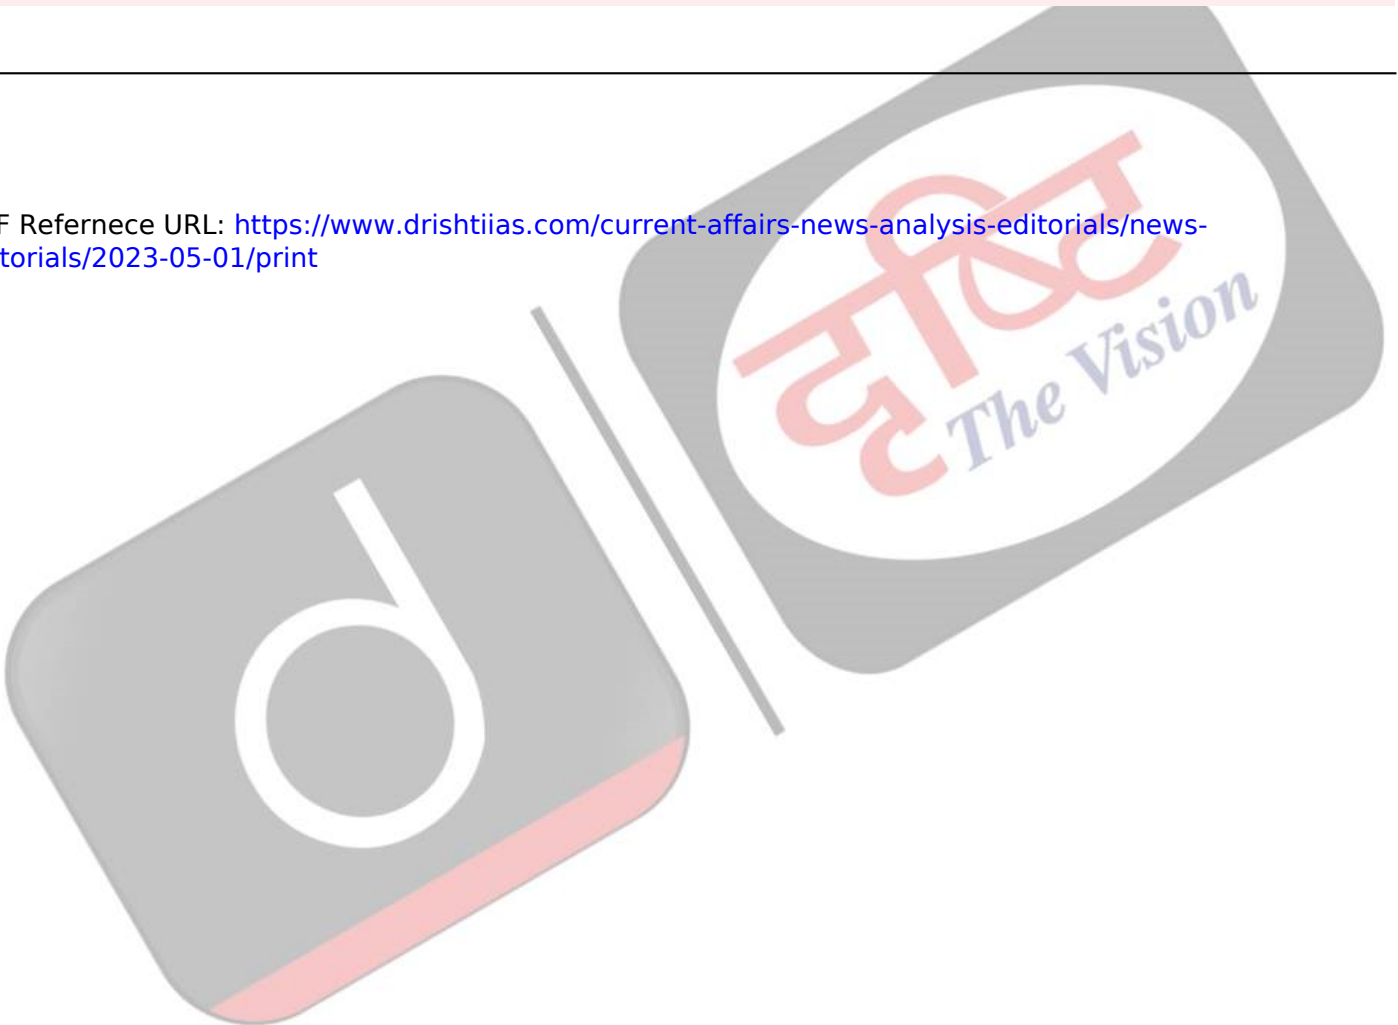 F Refernece URL: https://www.drishtiias.com/current-affairs-news-analysis-editorials/news-
torials/2023-05-01/print
दृष्टि
The Vision
d